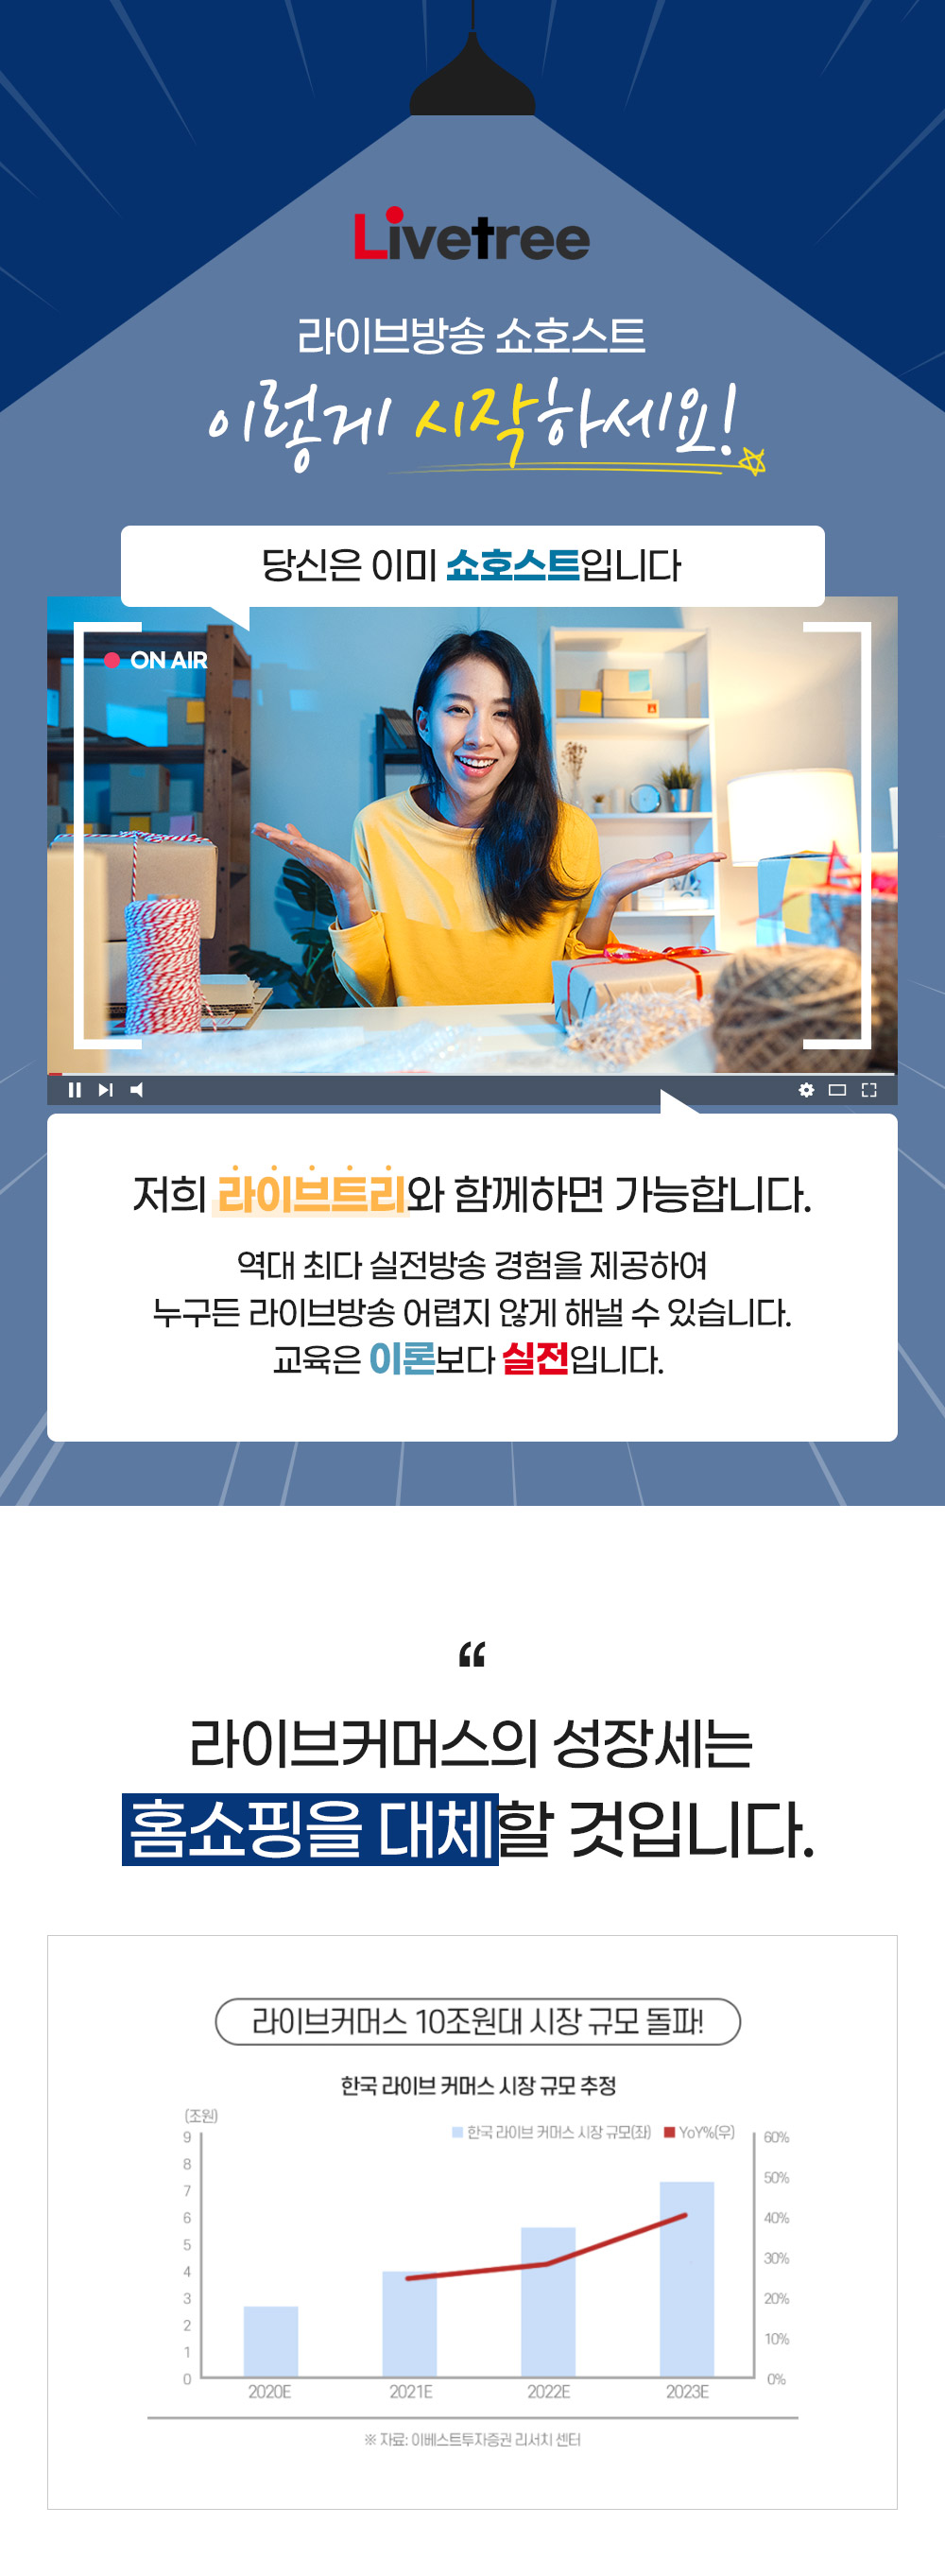 Livetree
라이브방송 쇼호스트
이렇게 시작하세요!
당신은 이미 쇼호스트입니다
ON AIR
저희 라이브트리와 함께하면 가능합니다.
역대 최다 실전방송 경험을 제공하여
누구든 라이브방송 어렵지 않게 해낼 수 있습니다.
교육은 이론보다 실전입니다.
“
라이브커머스의 성장세는
홈쇼핑을 대체할 것입니다.
라이브커머스 10조원대 시장 규모 돌파!
한국 라이브 커머스 시장 규모 추정
(조원)
한국 라이브 커머스 시장 규모(좌) YoY%(우)
9 60%
8
7 50%
6 40%
5
4 30%
3 20%
2
1 10%
0 0%
2020E 2021E 2022E 2023E
※ 자료: 이베스트투자증권 리서치 센터